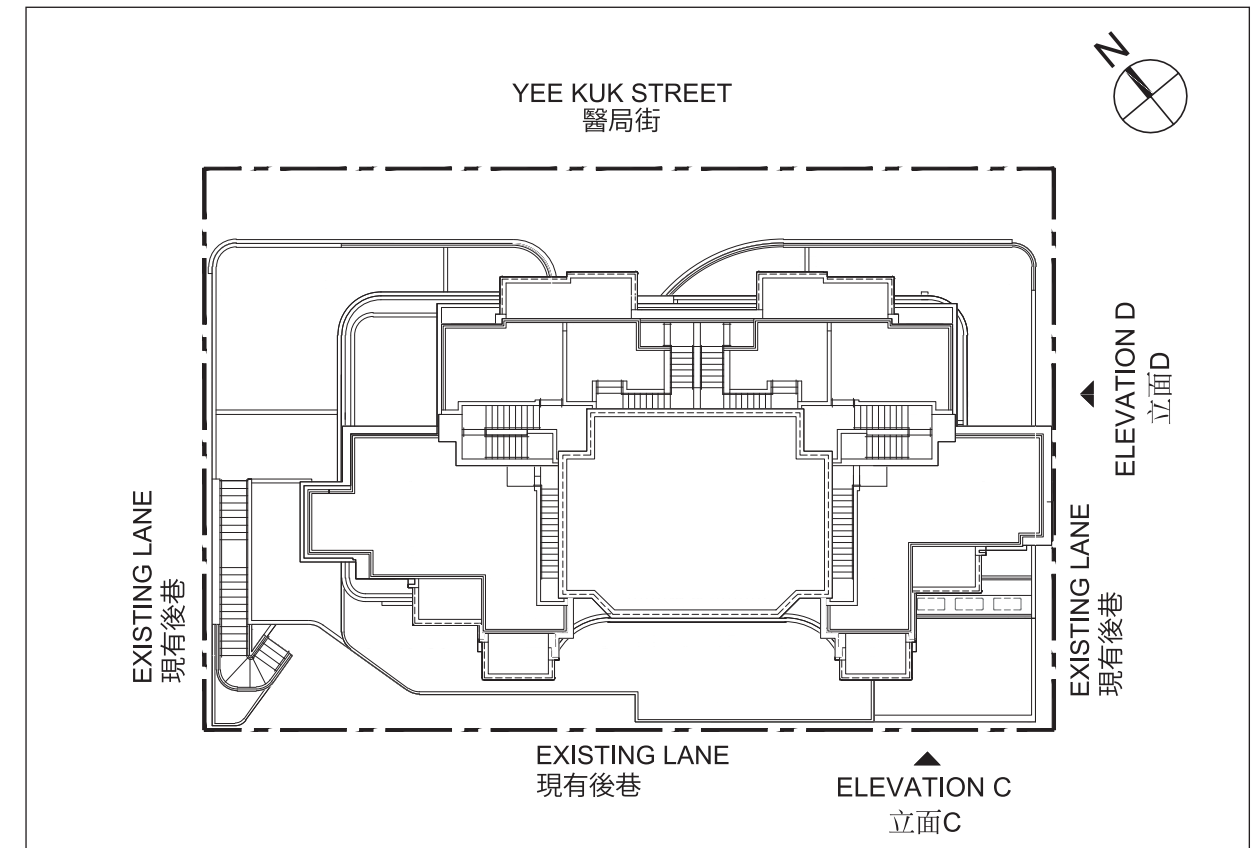 N
YEE KUK STREET
醫局街
ELEVATION D
立面D
EXISTING LANE
現有後巷
EXISTING LANE
現有後巷
EXISTING LANE
現有後巷
ELEVATION C
立面C